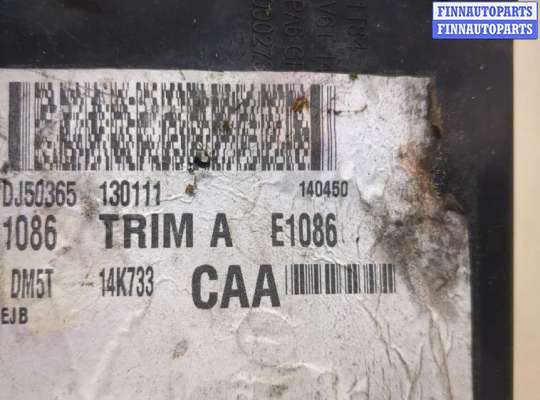 FINNAUTOPARTS
FINNAUTOPARTS
DJ50365 130111 140450
1086 TRIM A E1086
DM5T 14K733 CAA
EJB